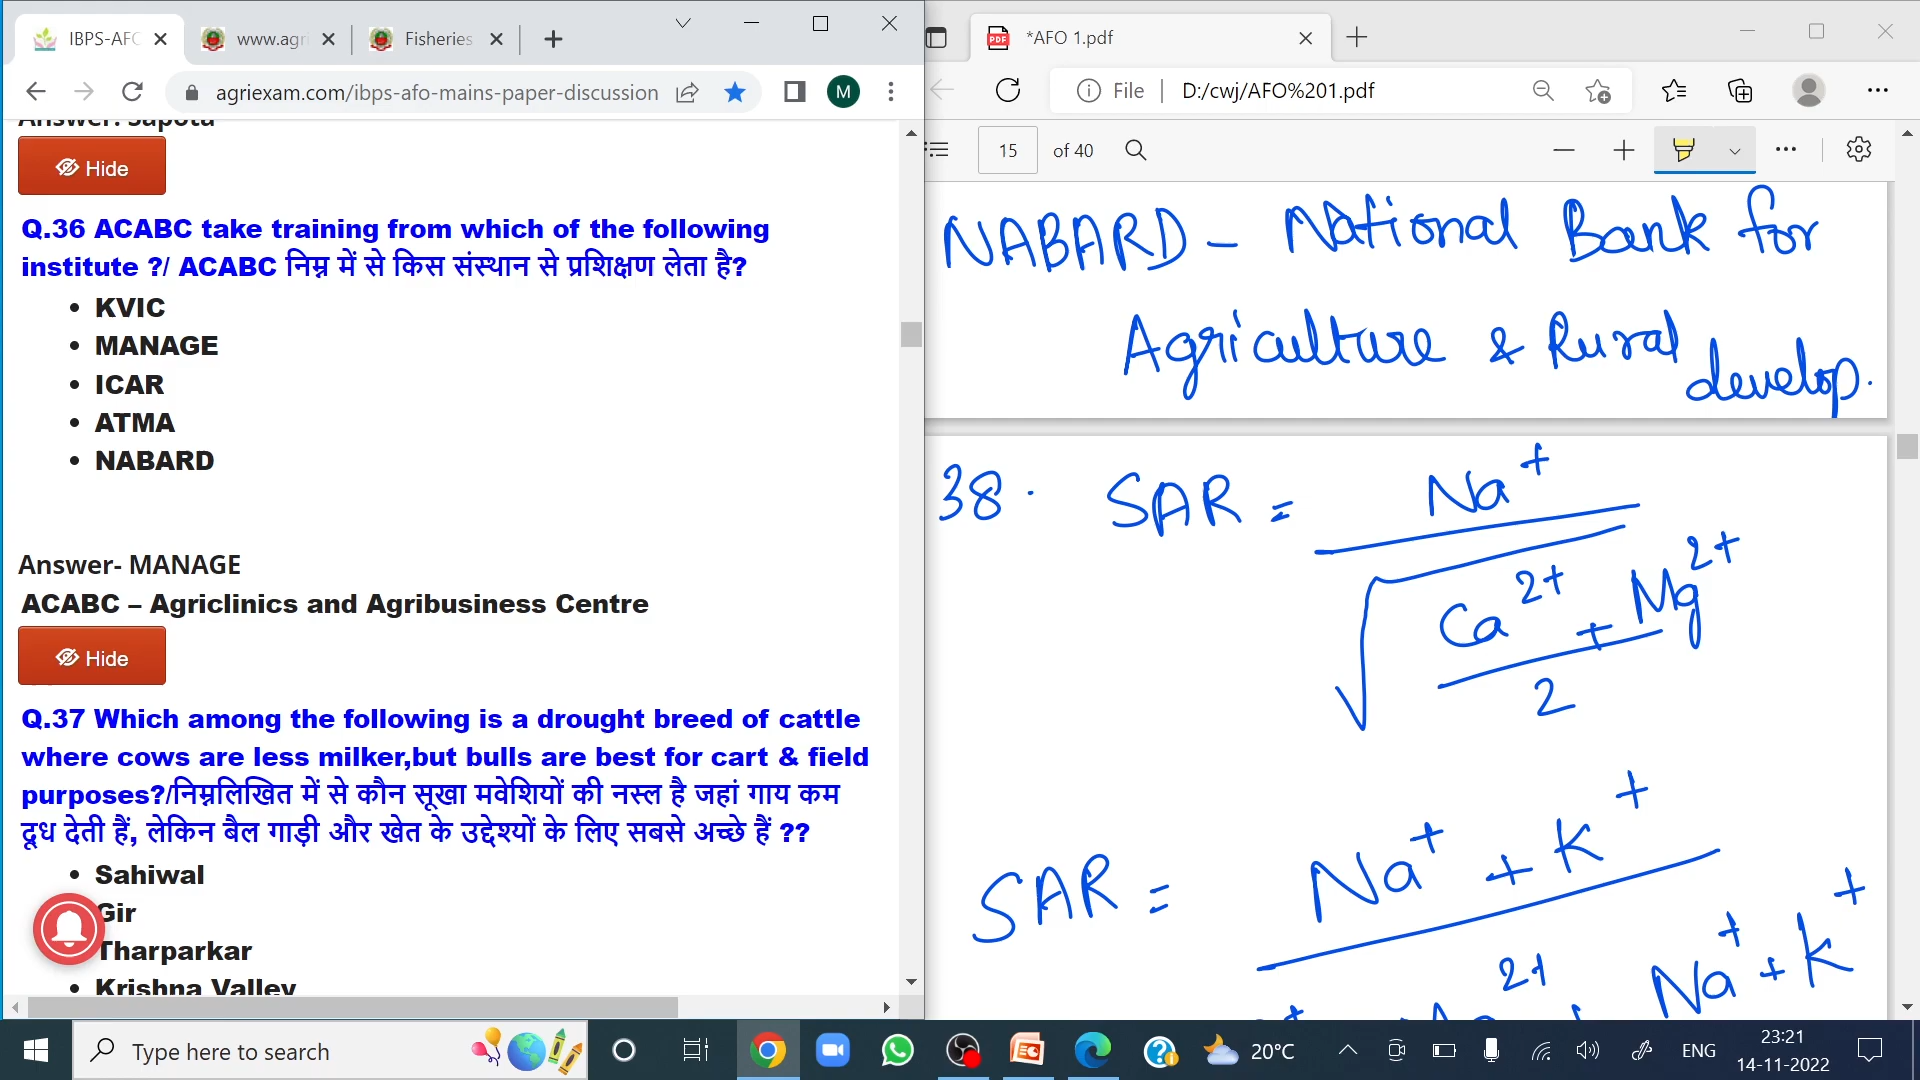 IBPS-AFC
www.agri
Fisheries
agriexam.com/ibps-afo-mains-paper-discussion
M
Answer: Sapota
Hide
Q.36 ACABC take training from which of the following
institute ?/ ACABC निम्न में से किस संस्थान से प्रशिक्षण लेता है?
• KVIC
• MANAGE
• ICAR
• ATMA
• NABARD
Answer- MANAGE
ACABC – Agriclinics and Agribusiness Centre
Hide
Q.37 Which among the following is a drought breed of cattle
where cows are less milker,but bulls are best for cart & field
purposes?/निम्नलिखित में से कौन सूखा मवेशियों की नस्ल है जहां गाय कम
दूध देती हैं, लेकिन बैल गाड़ी और खेत के उद्देश्यों के लिए सबसे अच्छे हैं ??
• Sahiwal
Gir
Tharparkar
• Krishna Valley
*AFO 1.pdf
File | D:/cwj/AFO%201.pdf
15 of 40
NABARD - National Bank for
Agriculture & Rural develop.
38. SAR = Na+
Ca2+ + Mg2+
2
SAR = Na+ + K+
2+ Na+ + K+
Type here to search
20°C
ENG
23:21
14-11-2022